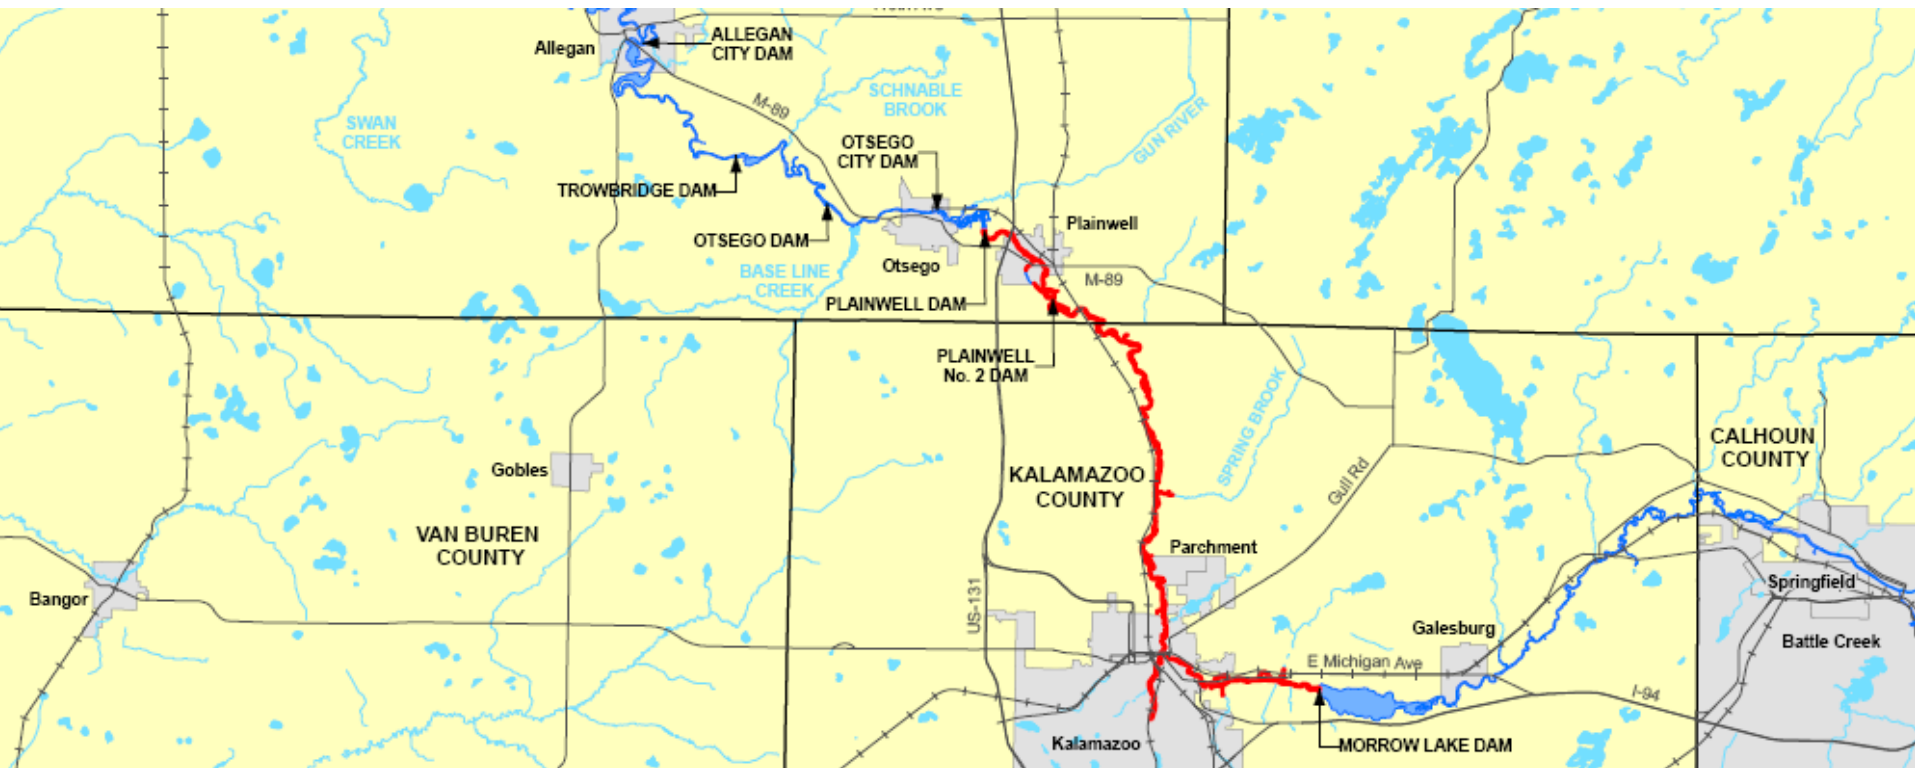 ALLEGAN
CITY DAM
Allegan
M-89
SCHNABLE
BROOK
SWAN
CREEK
GUN RIVER
OTSEGO
CITY DAM
TROWBRIDGE DAM
Plainwell
OTSEGO DAM
Otsego
BASE LINE
CREEK
M-89
PLAINWELL DAM
PLAINWELL
No. 2 DAM
SPRING BROOK
CALHOUN
COUNTY
Gobles
KALAMAZOO
COUNTY
Gull Rd
VAN BUREN
COUNTY
Parchment
Springfield
Bangor
US-131
Galesburg
Battle Creek
E Michigan Ave
I-94
Kalamazoo
MORROW LAKE DAM